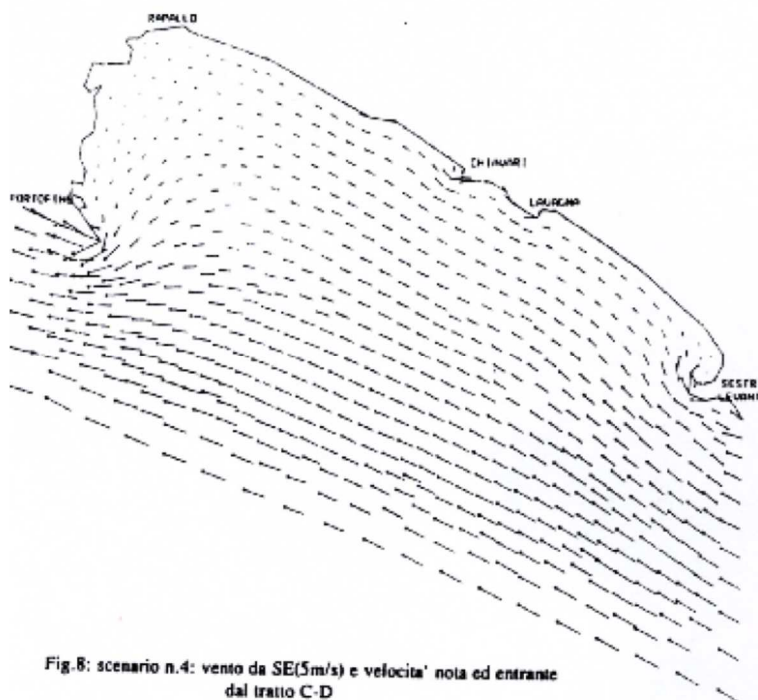 RAPALLO
CHIAVARI
LAVAGNA
PORTOFINO
SESTRI
LEVANTE
Fig.8: scenario n.4: vento da SE(5m/s) e velocita' nota ed entrante
dal tratto C-D